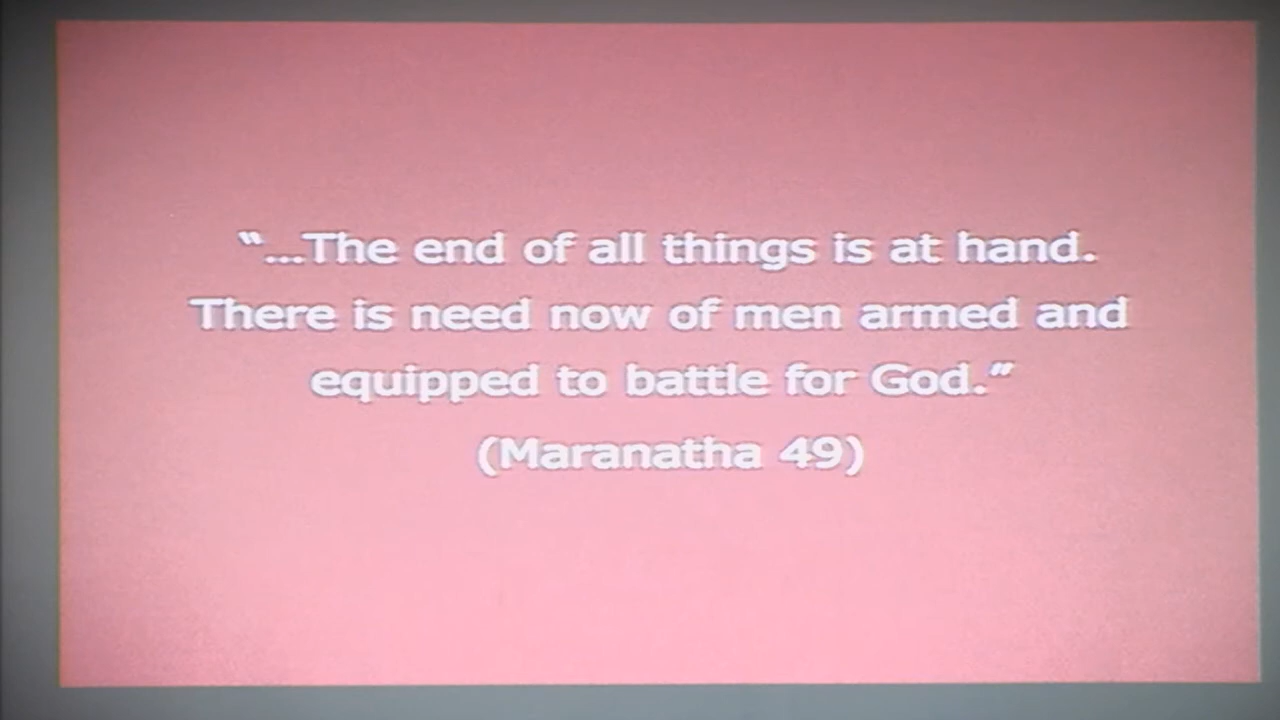 “...The end of all things is at hand.
There is need now of men armed and
equipped to battle for God.”
(Maranatha 49)